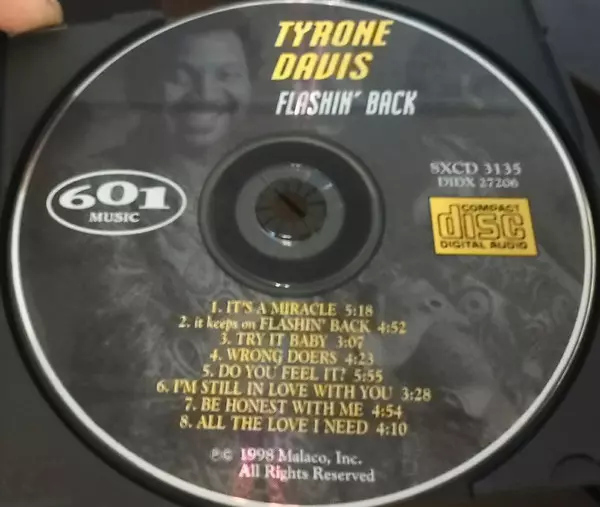 TYRONE
DAVIS
FLASHIN' BACK
SXCD 3135
DIDX 27206
601
MUSIC
COMPACT
disc
DIGITAL AUDIO
1. IT'S A MIRACLE 5:18
2. it keeps on FLASHIN' BACK 4:52
3. TRY IT BABY 3:07
4. WRONG DOERS 4:23
5. DO YOU FEEL IT? 5:55
6. I'M STILL IN LOVE WITH YOU 3:28
7. BE HONEST WITH ME 4:54
8. ALL THE LOVE I NEED 4:10
℗ © 1998 Malaco, Inc.
All Rights Reserved